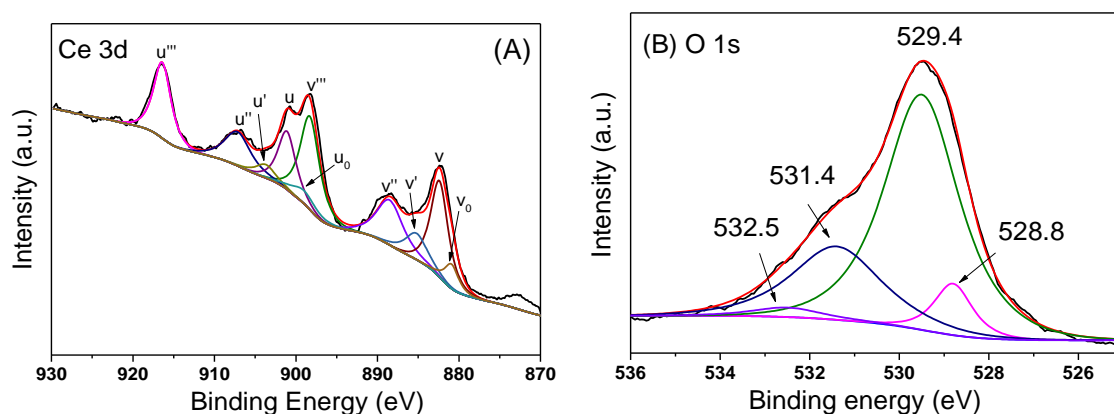 Ce 3d
(A)
u'''
u''
u'
u
v'''
u0
v''
v'
v
v0
Intensity (a.u.)
930 920 910 900 890 880 870
Binding Energy (eV)
(B) O 1s
529.4
531.4
532.5
528.8
Intensity (a.u.)
536 534 532 530 528 526
Binding energy (eV)